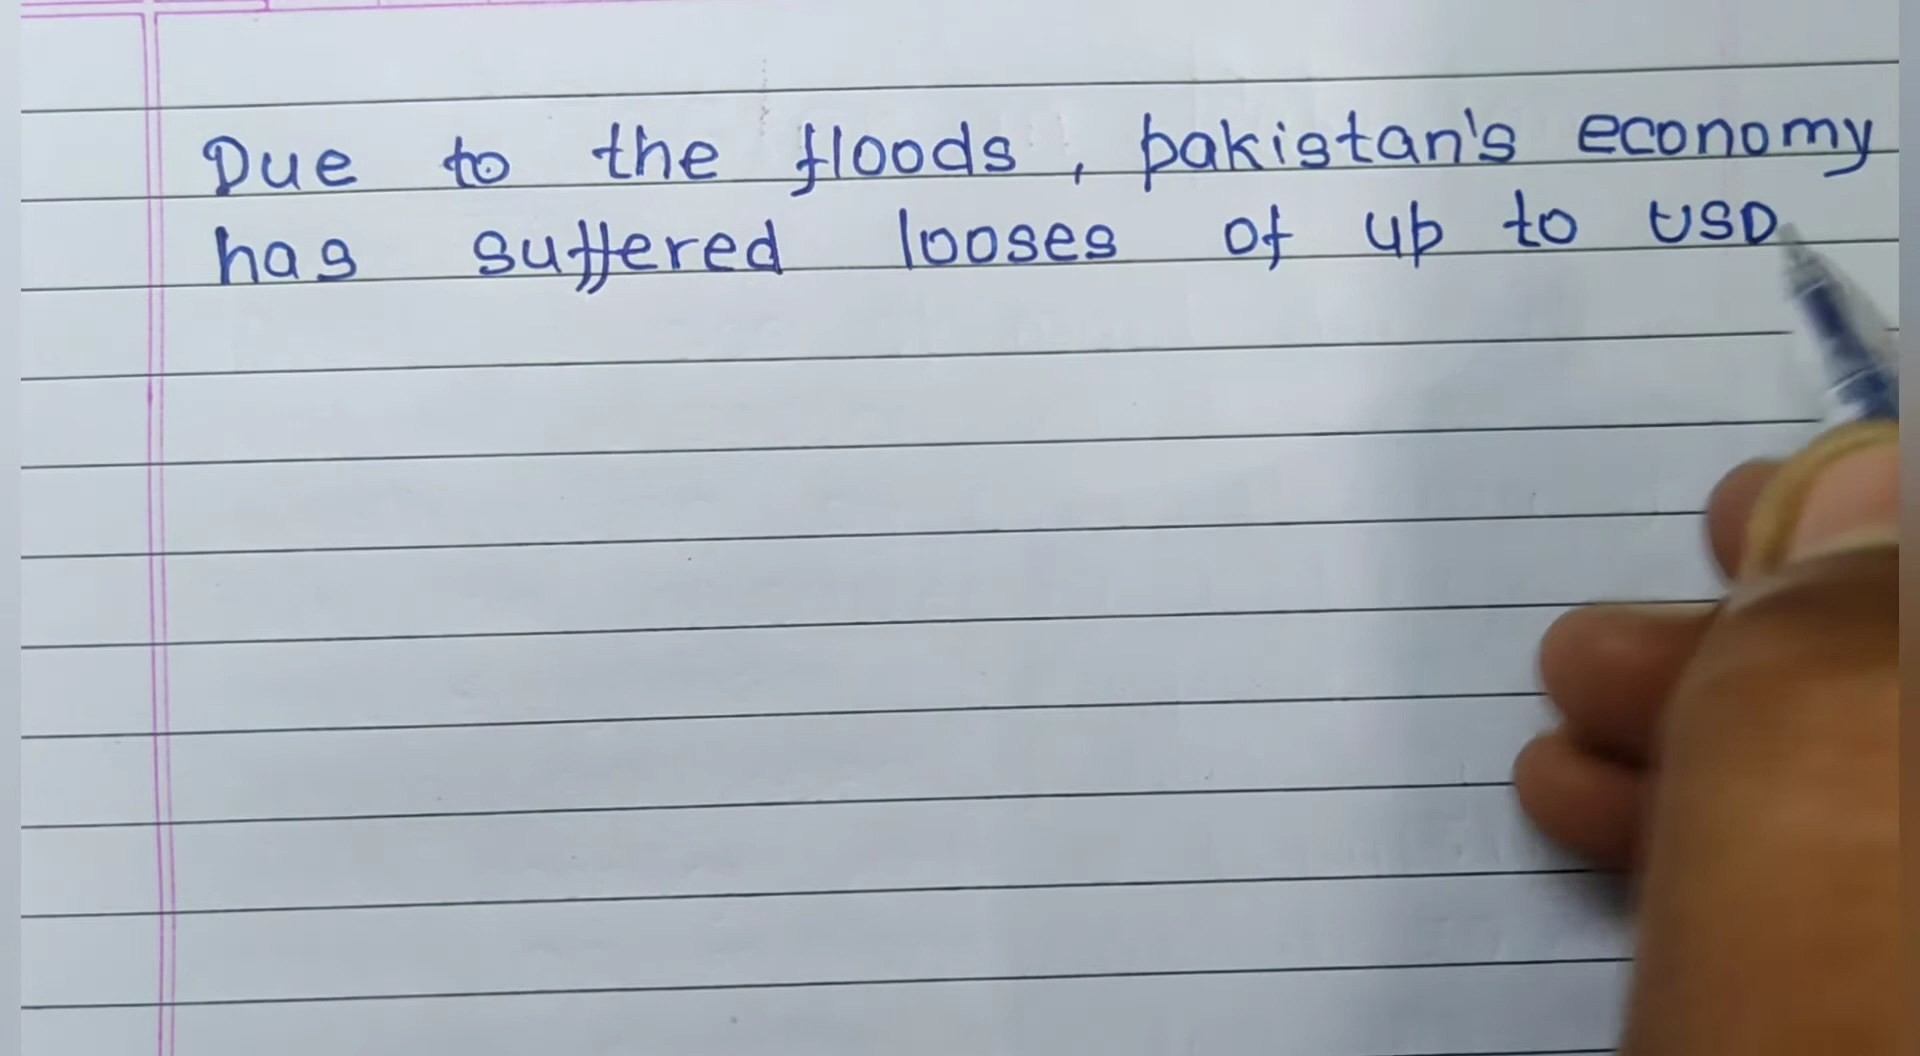 Due to the floods, pakistan's economy
has suffered looses of up to USD